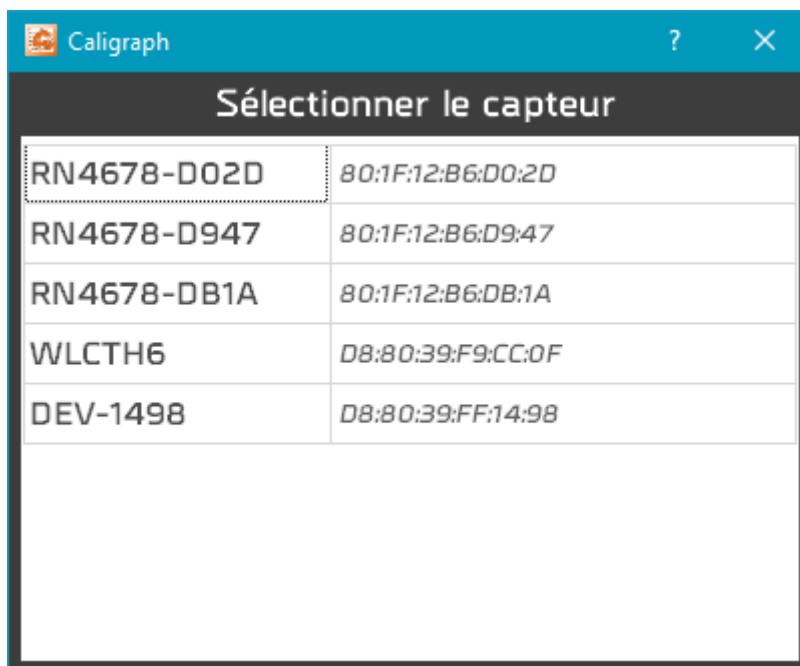 Caligraph ?
Sélectionner le capteur
RN4678-D02D 80:1F:12:B6:D0:2D
RN4678-D947 80:1F:12:B6:D9:47
RN4678-DB1A 80:1F:12:B6:DB:1A
WLCTH6 D8:80:39:F9:CC:0F
DEV-1498 D8:80:39:FF:14:98